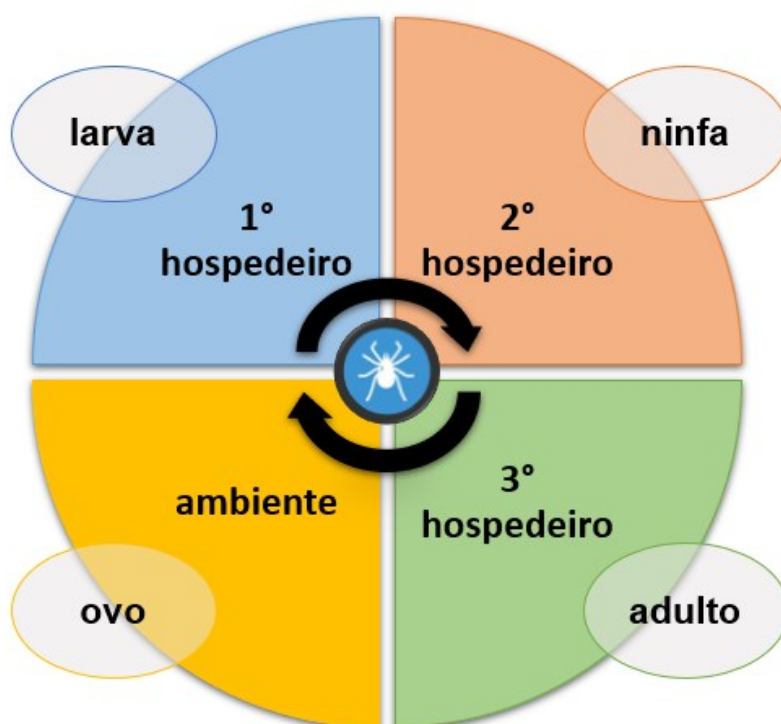 larva
ninfa
1°
hospedeiro
2°
hospedeiro
ambiente
3°
hospedeiro
ovo
adulto